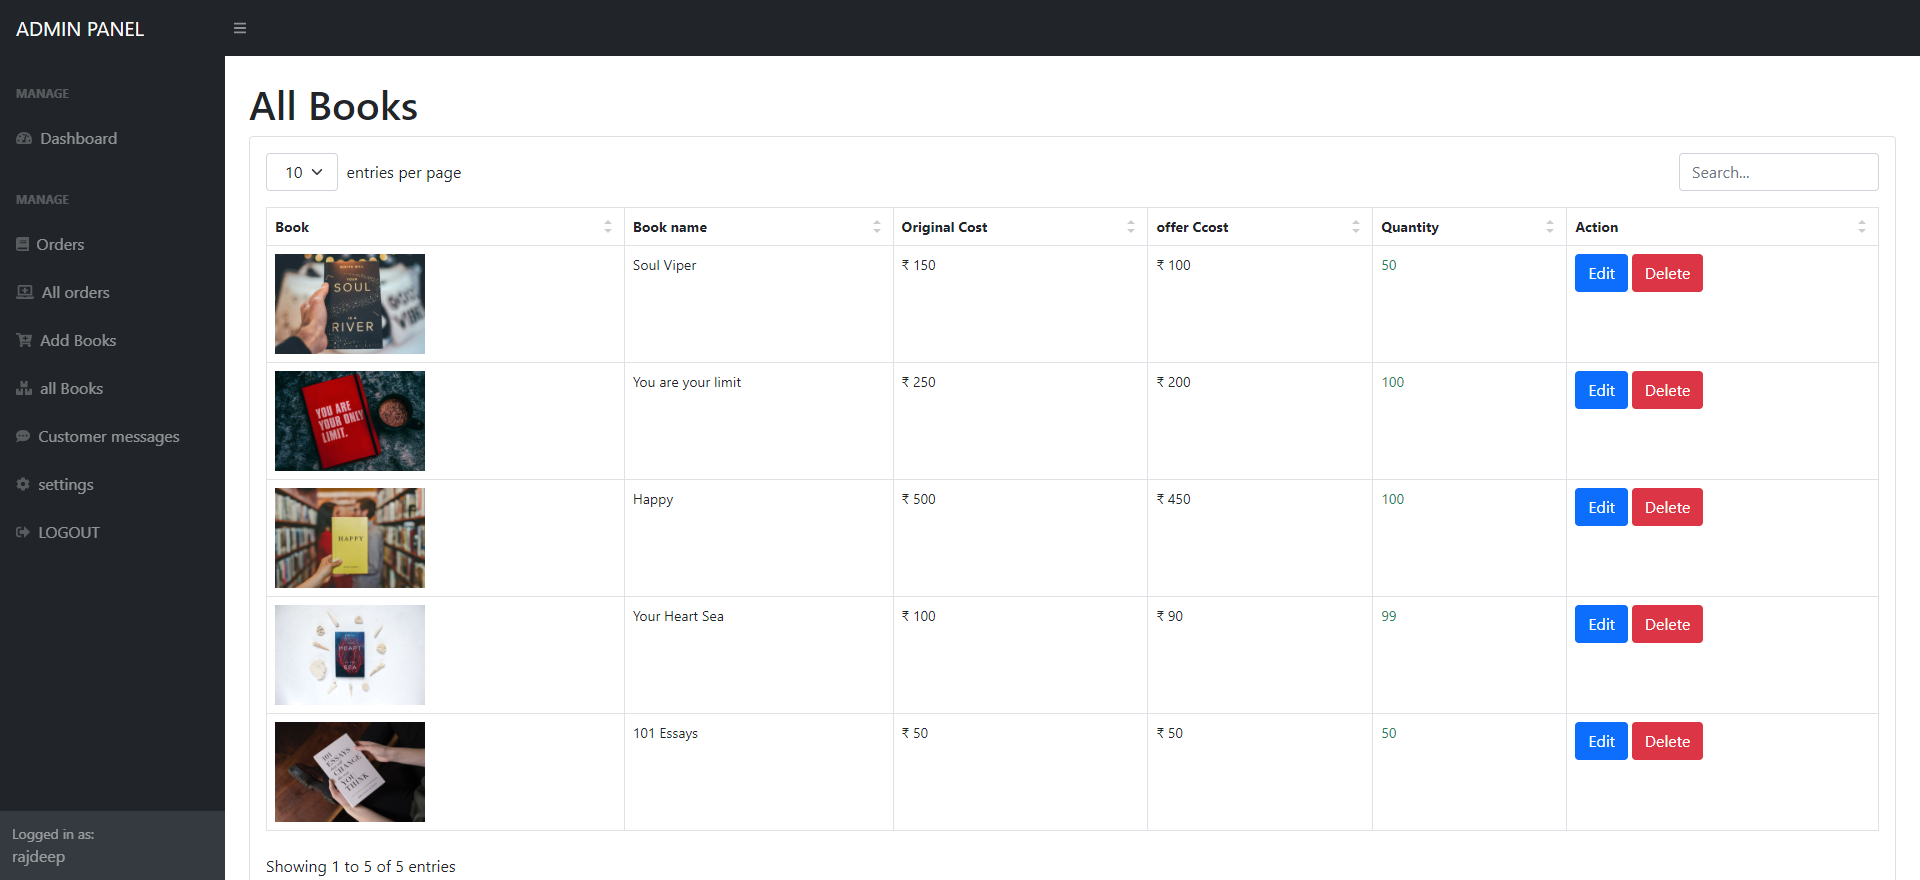 ADMIN PANEL
MANAGE
Dashboard
MANAGE
Orders
All orders
Add Books
all Books
Customer messages
settings
LOGOUT
Logged in as:
rajdeep
All Books
10 entries per page
Search...
Book Book name Original Cost offer Ccost Quantity Action
Soul Viper ₹ 150 ₹ 100 50 Edit Delete
YOUR
SOUL
IS A
RIVER
You are your limit ₹ 250 ₹ 200 100 Edit Delete
YOU ARE
YOUR ONLY
LIMIT.
Happy ₹ 500 ₹ 450 100 Edit Delete
HAPPY
Your Heart Sea ₹ 100 ₹ 90 99 Edit Delete
HEART
SEA
101 Essays ₹ 50 ₹ 50 50 Edit Delete
101
ESSAYS
CHANGE
YOU
THINK
Showing 1 to 5 of 5 entries